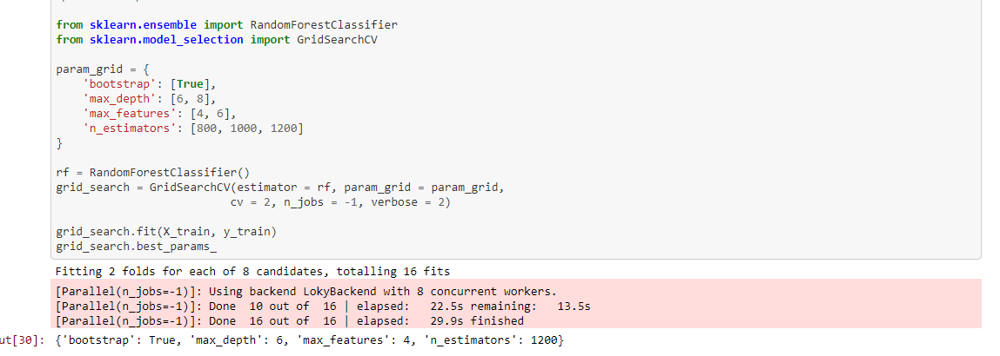 from sklearn.ensemble import RandomForestClassifier
from sklearn.model_selection import GridSearchCV
param_grid = {
    'bootstrap': [True],
    'max_depth': [6, 8],
    'max_features': [4, 6],
    'n_estimators': [800, 1000, 1200]
}
rf = RandomForestClassifier()
grid_search = GridSearchCV(estimator = rf, param_grid = param_grid,
                          cv = 2, n_jobs = -1, verbose = 2)
grid_search.fit(X_train, y_train)
grid_search.best_params_
Fitting 2 folds for each of 8 candidates, totalling 16 fits
[Parallel(n_jobs=-1)]: Using backend LokyBackend with 8 concurrent workers.
[Parallel(n_jobs=-1)]: Done  10 out of  16 | elapsed:   22.5s remaining:   13.5s
[Parallel(n_jobs=-1)]: Done  16 out of  16 | elapsed:   29.9s finished
ut[30]: {'bootstrap': True, 'max_depth': 6, 'max_features': 4, 'n_estimators': 1200}